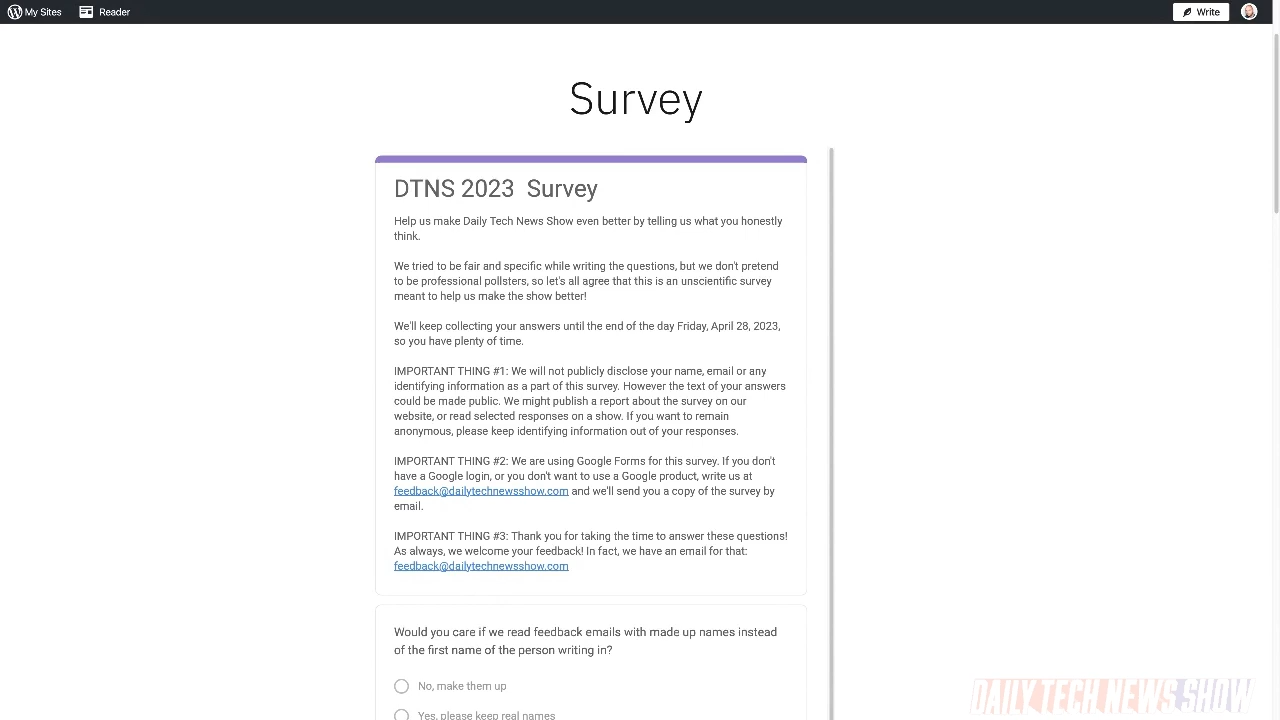 My Sites Reader Write
Survey
DTNS 2023 Survey
Help us make Daily Tech News Show even better by telling us what you honestly
think.
We tried to be fair and specific while writing the questions, but we don't pretend
to be professional pollsters, so let's all agree that this is an unscientific survey
meant to help us make the show better!
We'll keep collecting your answers until the end of the day Friday, April 28, 2023,
so you have plenty of time.
IMPORTANT THING #1: We will not publicly disclose your name, email or any
identifying information as a part of this survey. However the text of your answers
could be made public. We might publish a report about the survey on our
website, or read selected responses on a show. If you want to remain
anonymous, please keep identifying information out of your responses.
IMPORTANT THING #2: We are using Google Forms for this survey. If you don't
have a Google login, or you don't want to use a Google product, write us at
feedback@dailytechnewsshow.com and we'll send you a copy of the survey by
email.
IMPORTANT THING #3: Thank you for taking the time to answer these questions!
As always, we welcome your feedback! In fact, we have an email for that:
feedback@dailytechnewsshow.com
Would you care if we read feedback emails with made up names instead
of the first name of the person writing in?
No, make them up
Yes, please keep real names
DAILY TECH NEWS SHOW